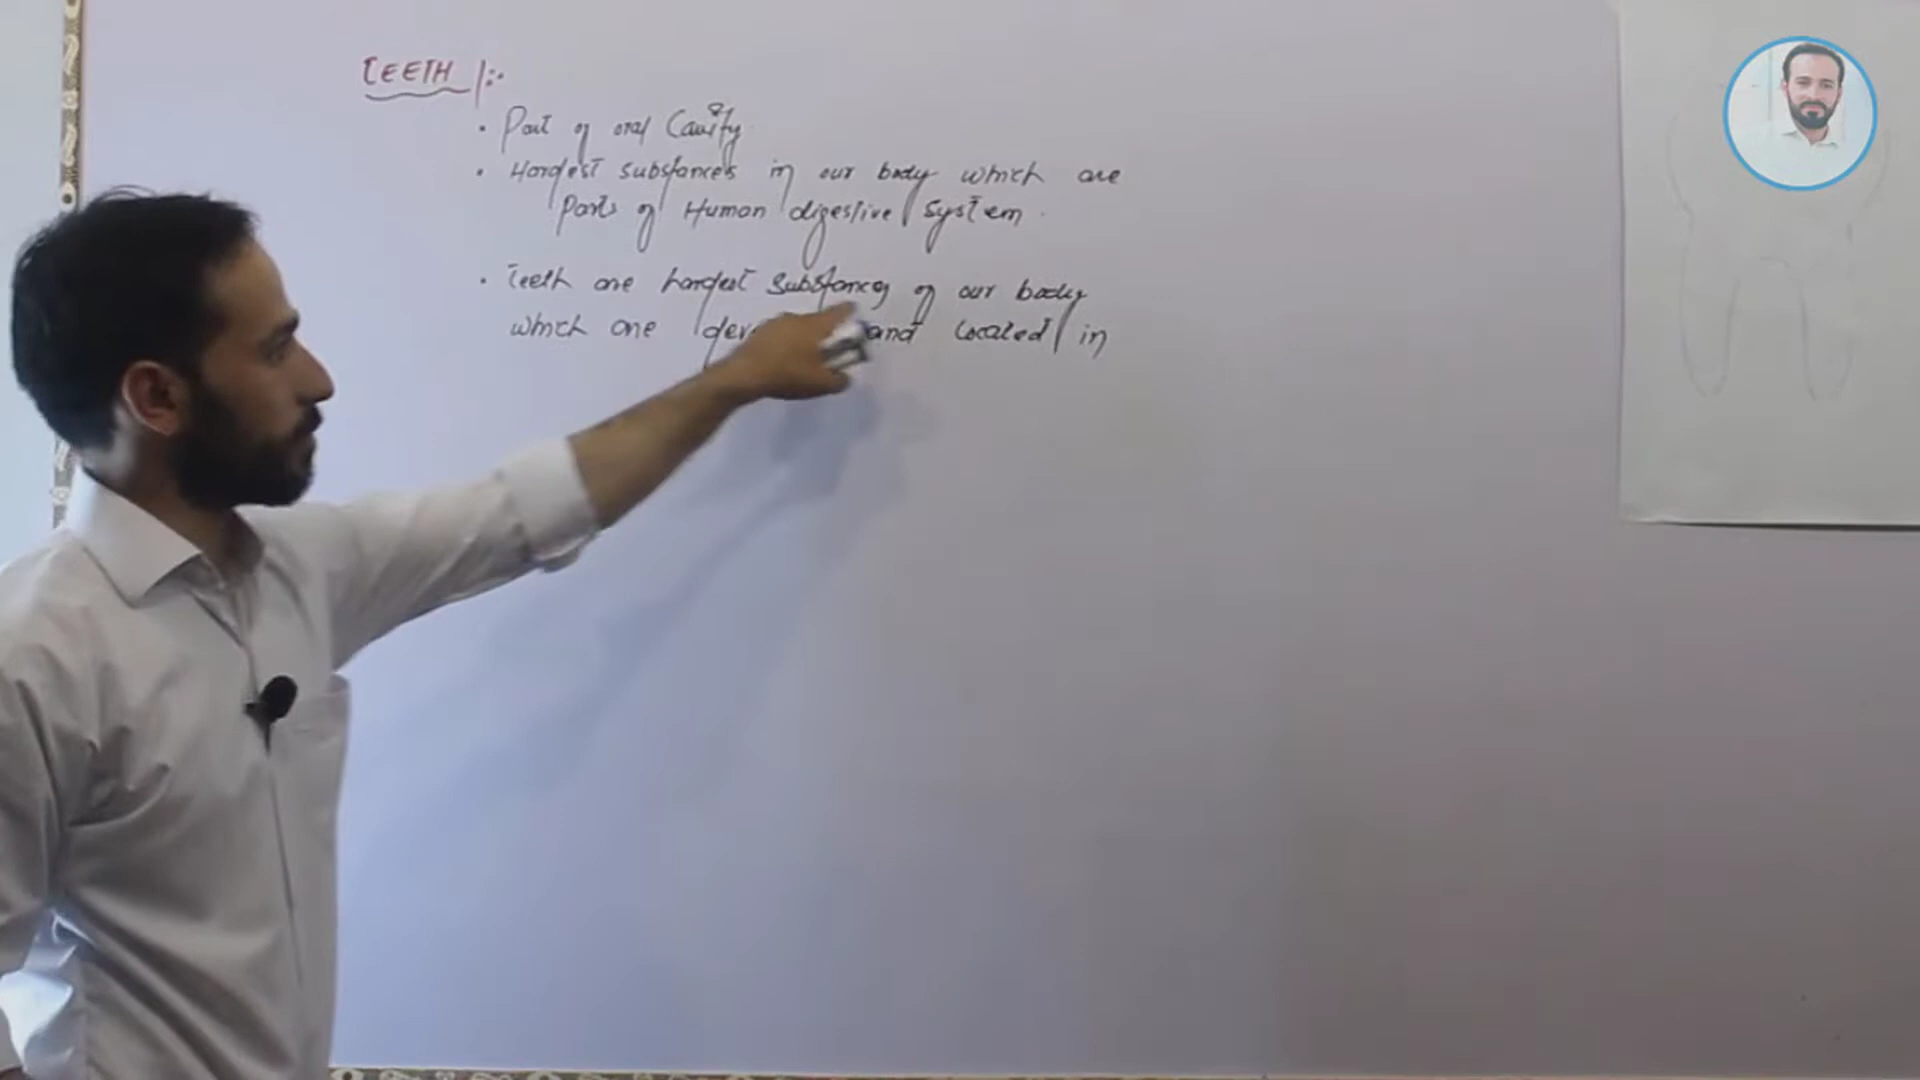 TEETH :-
• Part of oral Cavity
• Hardest substances in our body which are
Parts of Human digestive system.
• Teeth are hardest substances of our body
which are and located in